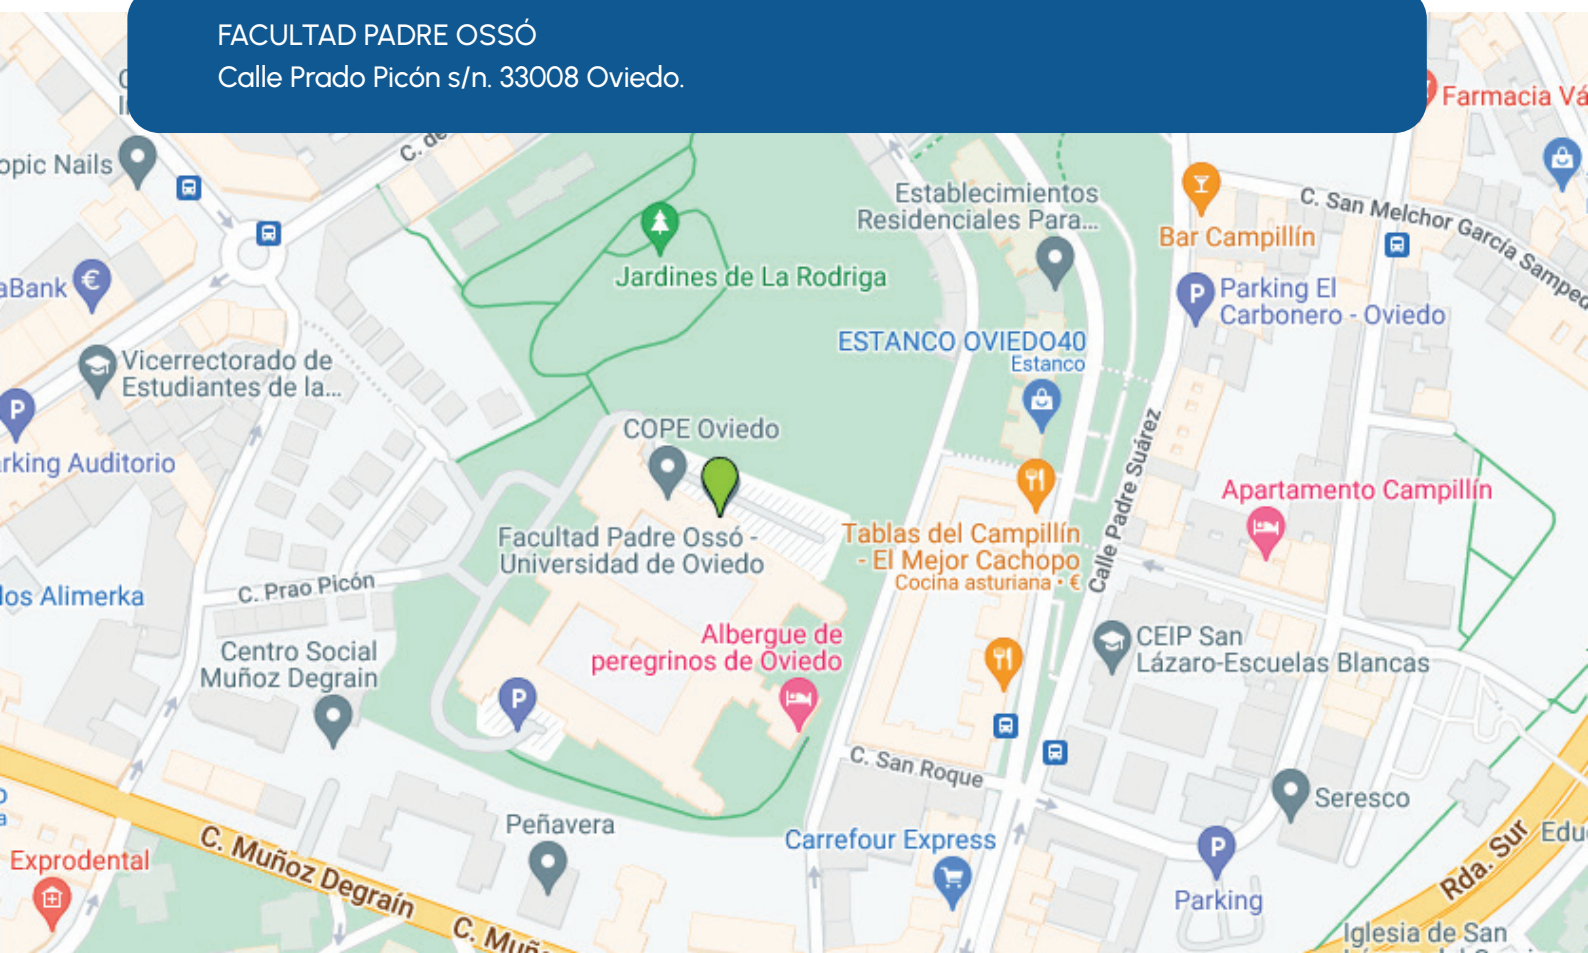 FACULTAD PADRE OSSÓ
Calle Prado Picón s/n. 33008 Oviedo.
Farmacia Vá
opic Nails
C. de
Establecimientos
Residenciales Para...
C. San Melchor García Samped
Bar Campillín
Jardines de La Rodriga
aBank
P
Parking El
Carbonero - Oviedo
ESTANCO OVIEDO40
Estanco
Vicerrectorado de
Estudiantes de la...
P
COPE Oviedo
rking Auditorio
Calle Padre Suárez
Apartamento Campillín
Facultad Padre Ossó -
Universidad de Oviedo
Tablas del Campillín
- El Mejor Cachopo
Cocina asturiana · €
C. Prao Picón
los Alimerka
Albergue de
peregrinos de Oviedo
CEIP San
Lázaro-Escuelas Blancas
Centro Social
Muñoz Degrain
P
C. San Roque
Seresco
Peñavera
Carrefour Express
C. Muñoz Degraín
Rda. Sur
Edu
P
Parking
Exprodental
C. Muñ
Iglesia de San